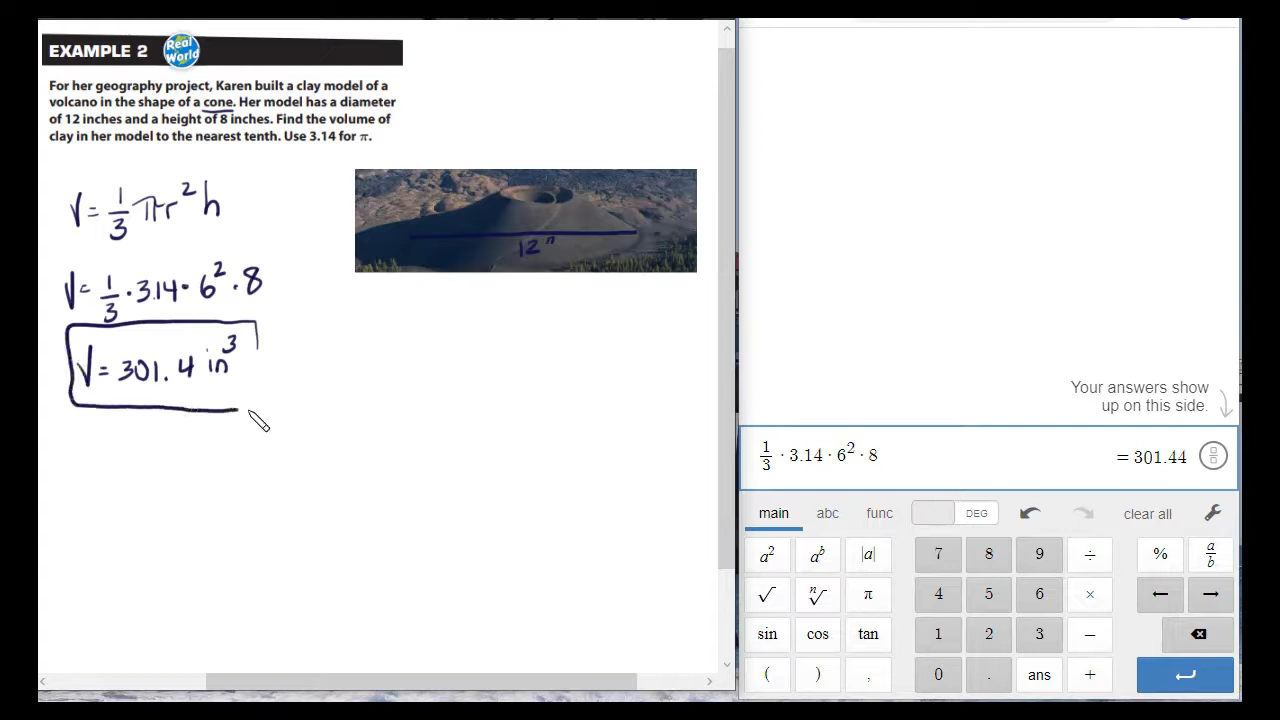 EXAMPLE 2 Real World
For her geography project, Karen built a clay model of a
volcano in the shape of a cone. Her model has a diameter
of 12 inches and a height of 8 inches. Find the volume of
clay in her model to the nearest tenth. Use 3.14 for π.
V = 1/3 πr²h
12"
V = 1/3 · 3.14 · 6² · 8
V = 301.4 in³
Your answers show
up on this side.
1/3 · 3.14 · 6² · 8 = 301.44
main abc func DEG clear all
a² aᵇ |a| 7 8 9 ÷ % a/b
√ ⁿ√ π 4 5 6 × ← →
sin cos tan 1 2 3 −
( ) , 0 . ans +